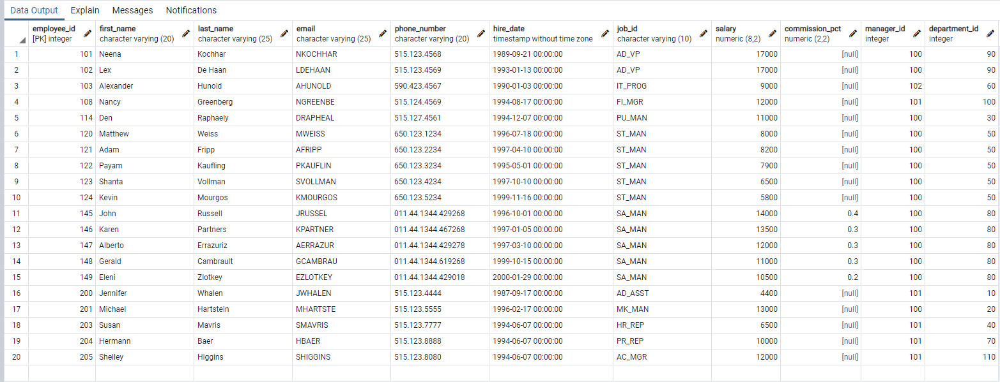 Data Output Explain Messages Notifications
employee_id first_name last_name email phone_number hire_date job_id salary commission_pct manager_id department_id
[PK] integer character varying (20) character varying (25) character varying (25) character varying (20) timestamp without time zone character varying (10) numeric (8,2) numeric (2,2) integer integer
1 101 Neena Kochhar NKOCHHAR 515.123.4568 1989-09-21 00:00:00 AD_VP 17000 [null] 100 90
2 102 Lex De Haan LDEHAAN 515.123.4569 1993-01-13 00:00:00 AD_VP 17000 [null] 100 90
3 103 Alexander Hunold AHUNOLD 590.423.4567 1990-01-03 00:00:00 IT_PROG 9000 [null] 102 60
4 108 Nancy Greenberg NGREENBE 515.124.4569 1994-08-17 00:00:00 FI_MGR 12000 [null] 101 100
5 114 Den Raphaely DRAPHEAL 515.127.4561 1994-12-07 00:00:00 PU_MAN 11000 [null] 100 30
6 120 Matthew Weiss MWEISS 650.123.1234 1996-07-18 00:00:00 ST_MAN 8000 [null] 100 50
7 121 Adam Fripp AFRIPP 650.123.2234 1997-04-10 00:00:00 ST_MAN 8200 [null] 100 50
8 122 Payam Kaufling PKAUFLIN 650.123.3234 1995-05-01 00:00:00 ST_MAN 7900 [null] 100 50
9 123 Shanta Vollman SVOLLMAN 650.123.4234 1997-10-10 00:00:00 ST_MAN 6500 [null] 100 50
10 124 Kevin Mourgos KMOURGOS 650.123.5234 1999-11-16 00:00:00 ST_MAN 5800 [null] 100 50
11 145 John Russell JRUSSEL 011.44.1344.429268 1996-10-01 00:00:00 SA_MAN 14000 0.4 100 80
12 146 Karen Partners KPARTNER 011.44.1344.467268 1997-01-05 00:00:00 SA_MAN 13500 0.3 100 80
13 147 Alberto Errazuriz AERRAZUR 011.44.1344.429278 1997-03-10 00:00:00 SA_MAN 12000 0.3 100 80
14 148 Gerald Cambrault GCAMBRAU 011.44.1344.619268 1999-10-15 00:00:00 SA_MAN 11000 0.3 100 80
15 149 Eleni Zlotkey EZLOTKEY 011.44.1344.429018 2000-01-29 00:00:00 SA_MAN 10500 0.2 100 80
16 200 Jennifer Whalen JWHALEN 515.123.4444 1987-09-17 00:00:00 AD_ASST 4400 [null] 101 10
17 201 Michael Hartstein MHARTSTE 515.123.5555 1996-02-17 00:00:00 MK_MAN 13000 [null] 100 20
18 203 Susan Mavris SMAVRIS 515.123.7777 1994-06-07 00:00:00 HR_REP 6500 [null] 101 40
19 204 Hermann Baer HBAER 515.123.8888 1994-06-07 00:00:00 PR_REP 10000 [null] 101 70
20 205 Shelley Higgins SHIGGINS 515.123.8080 1994-06-07 00:00:00 AC_MGR 12000 [null] 101 110